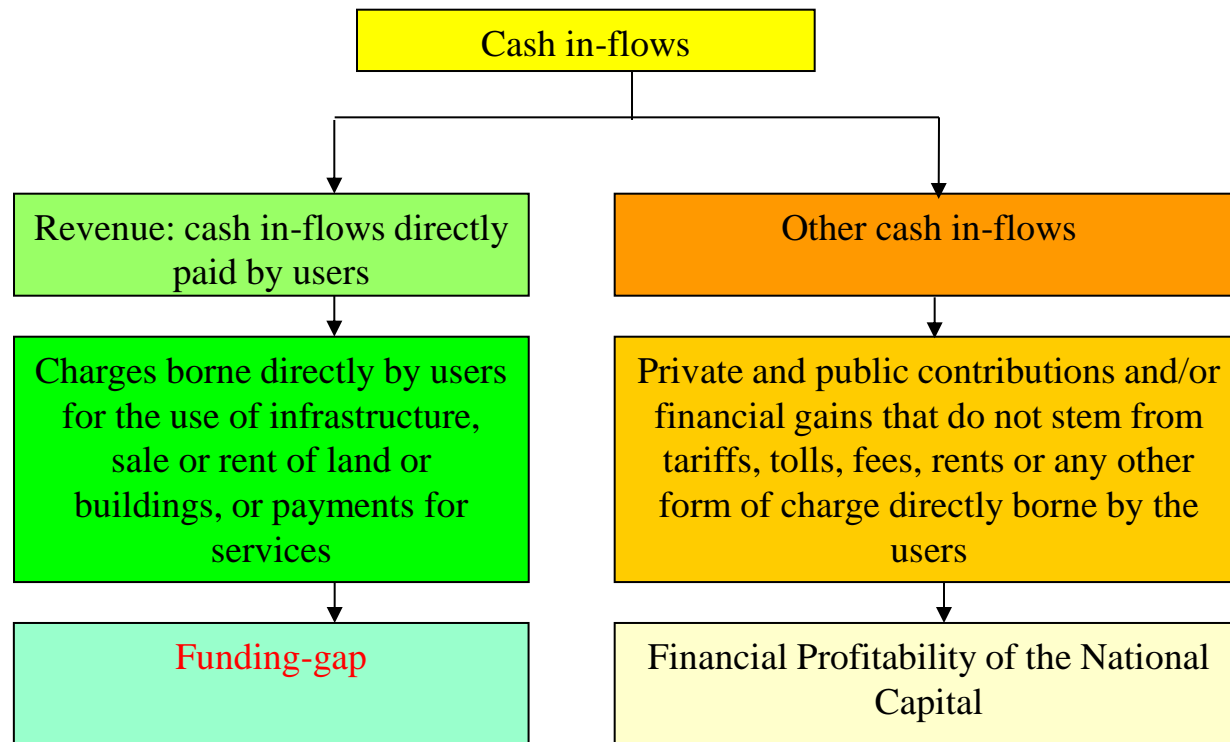 Cash in-flows
Revenue: cash in-flows directly
paid by users
Other cash in-flows
Charges borne directly by users
for the use of infrastructure,
sale or rent of land or
buildings, or payments for
services
Private and public contributions and/or
financial gains that do not stem from
tariffs, tolls, fees, rents or any other
form of charge directly borne by the
users
Funding-gap
Financial Profitability of the National
Capital